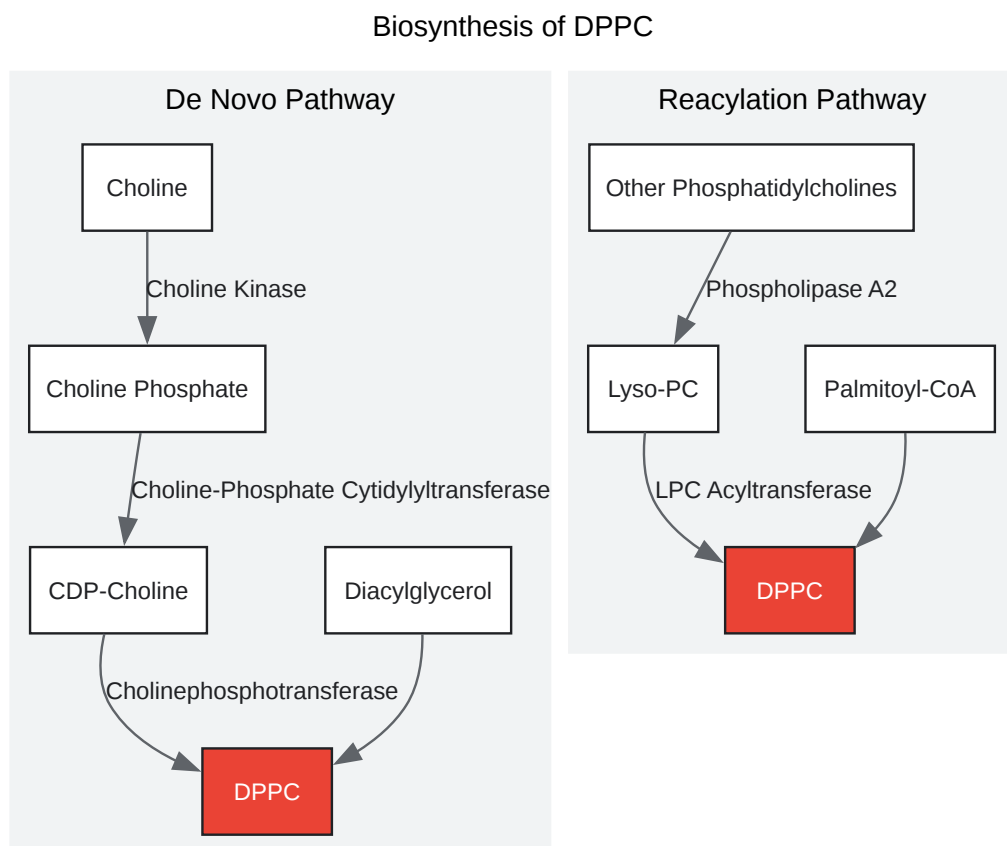 Biosynthesis of DPPC
De Novo Pathway
Choline
Choline Kinase
Choline Phosphate
Choline-Phosphate Cytidylyltransferase
CDP-Choline
Diacylglycerol
Cholinephosphotransferase
DPPC
Reacylation Pathway
Other Phosphatidylcholines
Phospholipase A2
Lyso-PC
Palmitoyl-CoA
LPC Acyltransferase
DPPC